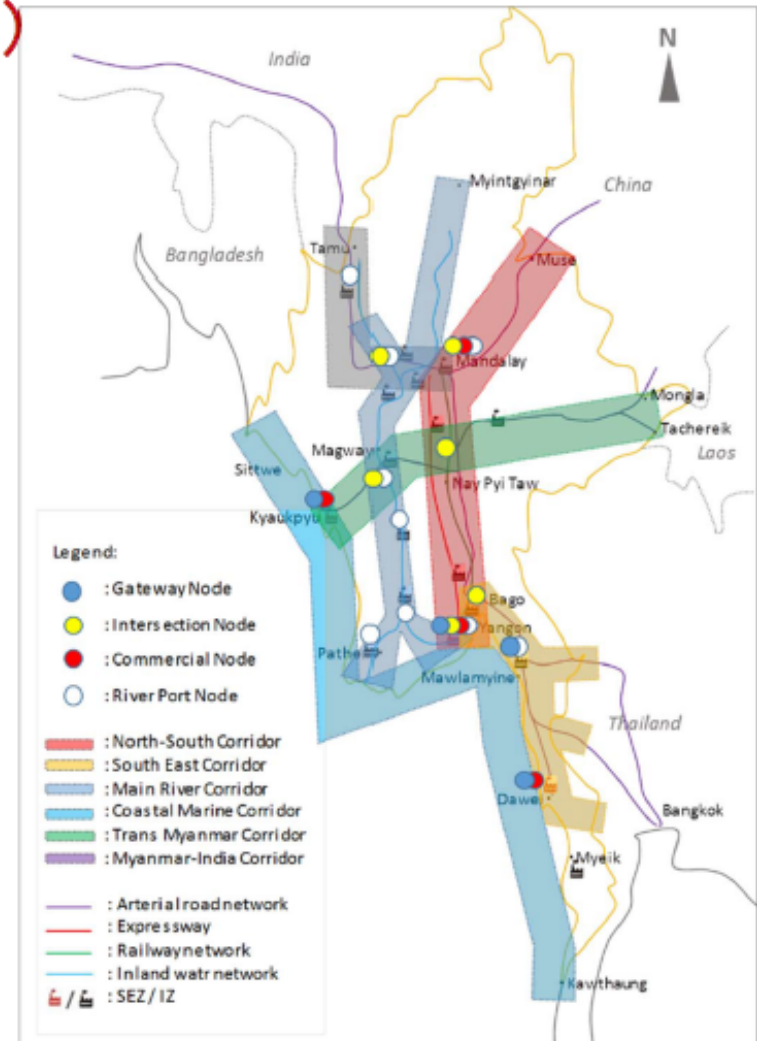 N
India
Myintgyinar
China
Bangladesh
Tamu
Muse
Mandalay
Mongla
Tachereik
Laos
Magway
Sittwe
Nay Pyi Taw
Kyaukpyu
Legend:
: Gateway Node
: Intersection Node
: Commercial Node
: River Port Node
: North-South Corridor
: South East Corridor
: Main River Corridor
: Coastal Marine Corridor
: Trans Myanmar Corridor
: Myanmar-India Corridor
: Arterial road network
: Expressway
: Railway network
: Inland watr network
/ : SEZ / IZ
Bago
Yangon
Mawlamyine
Thailand
Bangkok
Myeik
Kawthaung